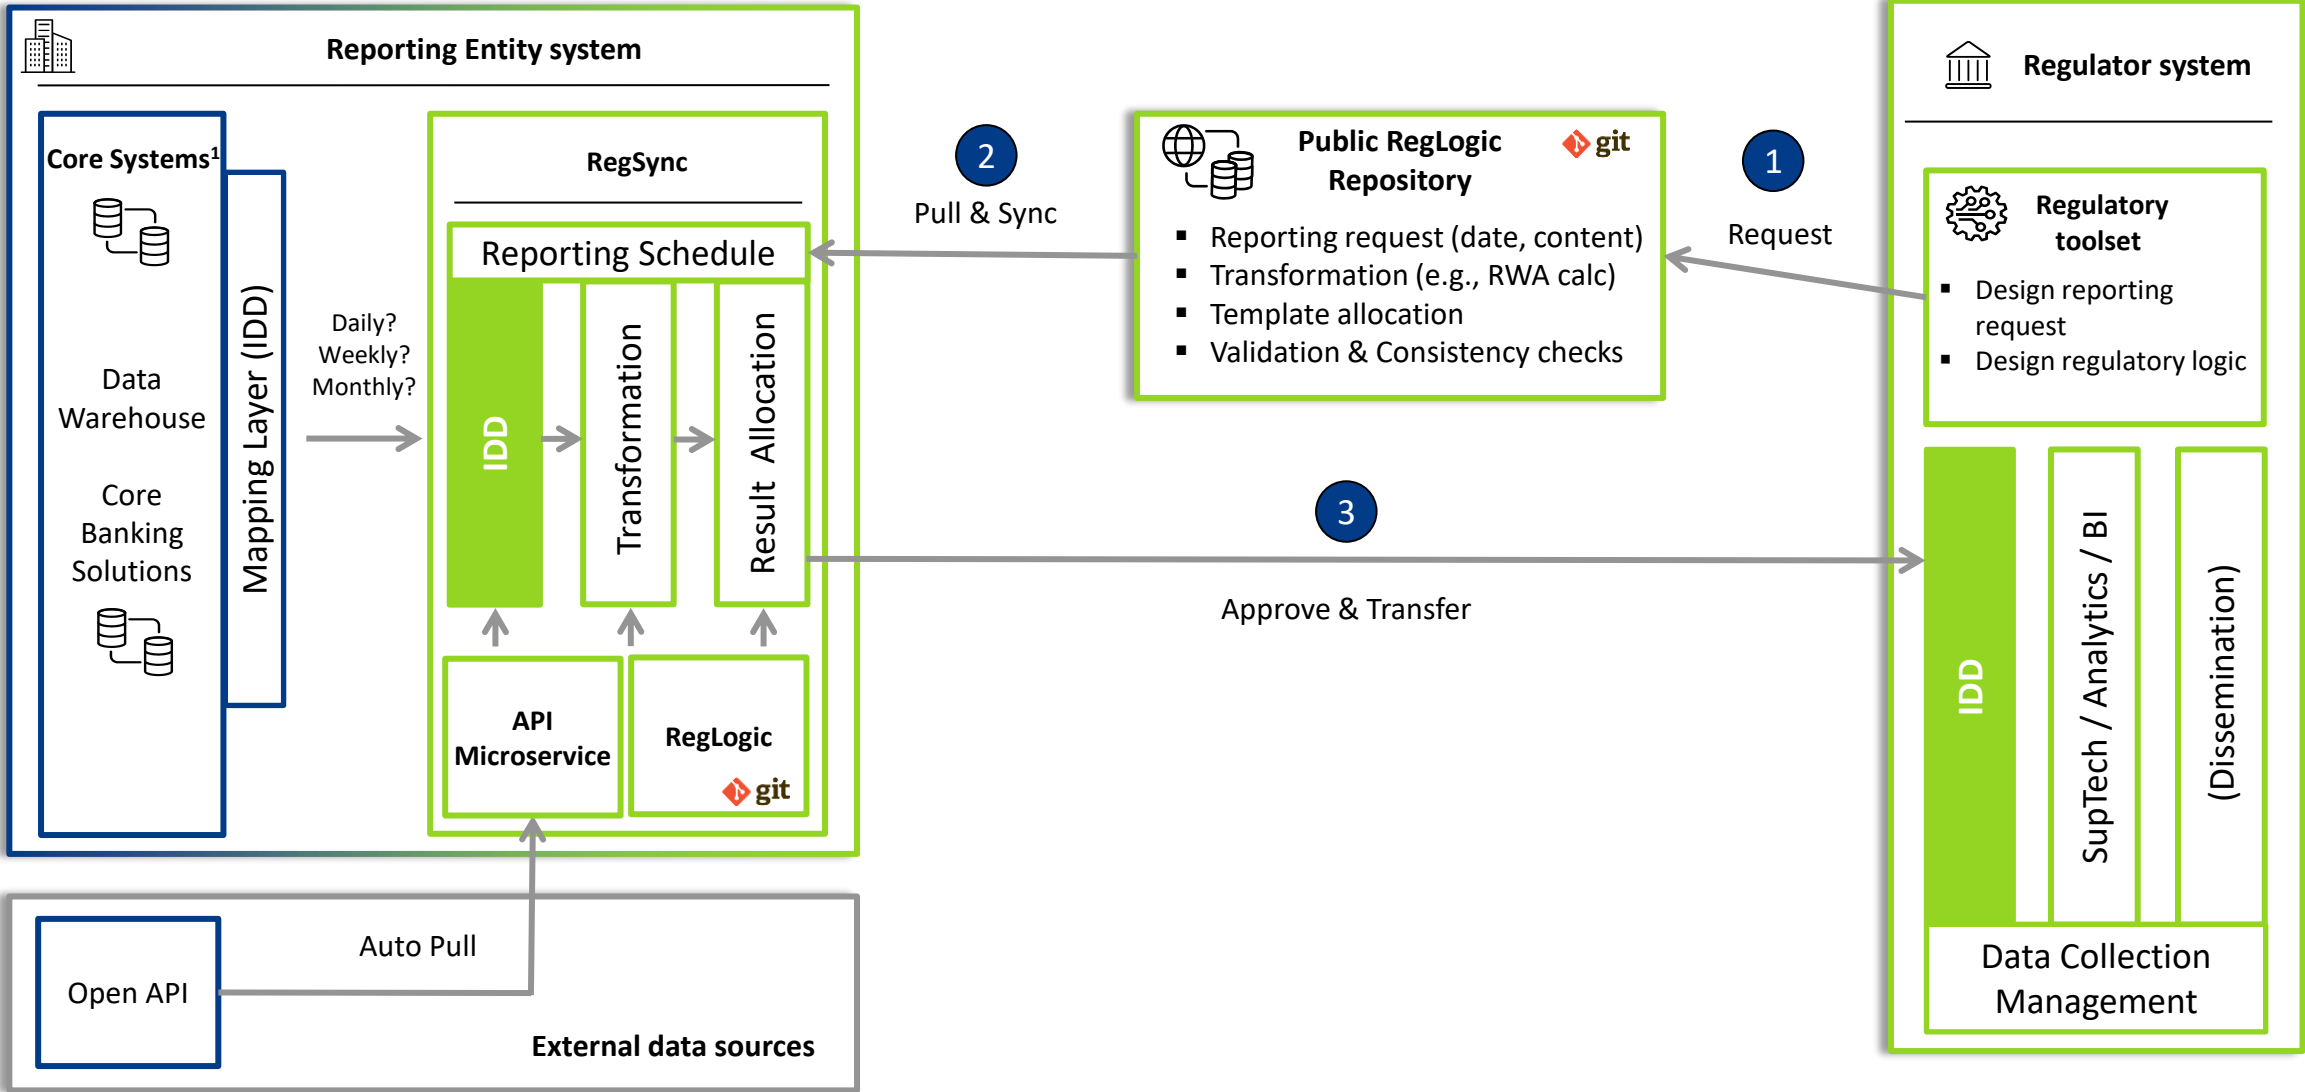 Reporting Entity system
Core Systems1
Data
Warehouse
Core
Banking
Solutions
Mapping Layer (IDD)
Daily?
Weekly?
Monthly?
RegSync
Reporting Schedule
IDD
Transformation
Result Allocation
API
Microservice
RegLogic
git
2
Pull & Sync
Public RegLogic
Repository
git
▪ Reporting request (date, content)
▪ Transformation (e.g., RWA calc)
▪ Template allocation
▪ Validation & Consistency checks
1
Request
3
Approve & Transfer
Regulator system
Regulatory
toolset
▪ Design reporting
request
▪ Design regulatory logic
IDD
SupTech / Analytics / BI
(Dissemination)
Data Collection
Management
Open API
Auto Pull
External data sources